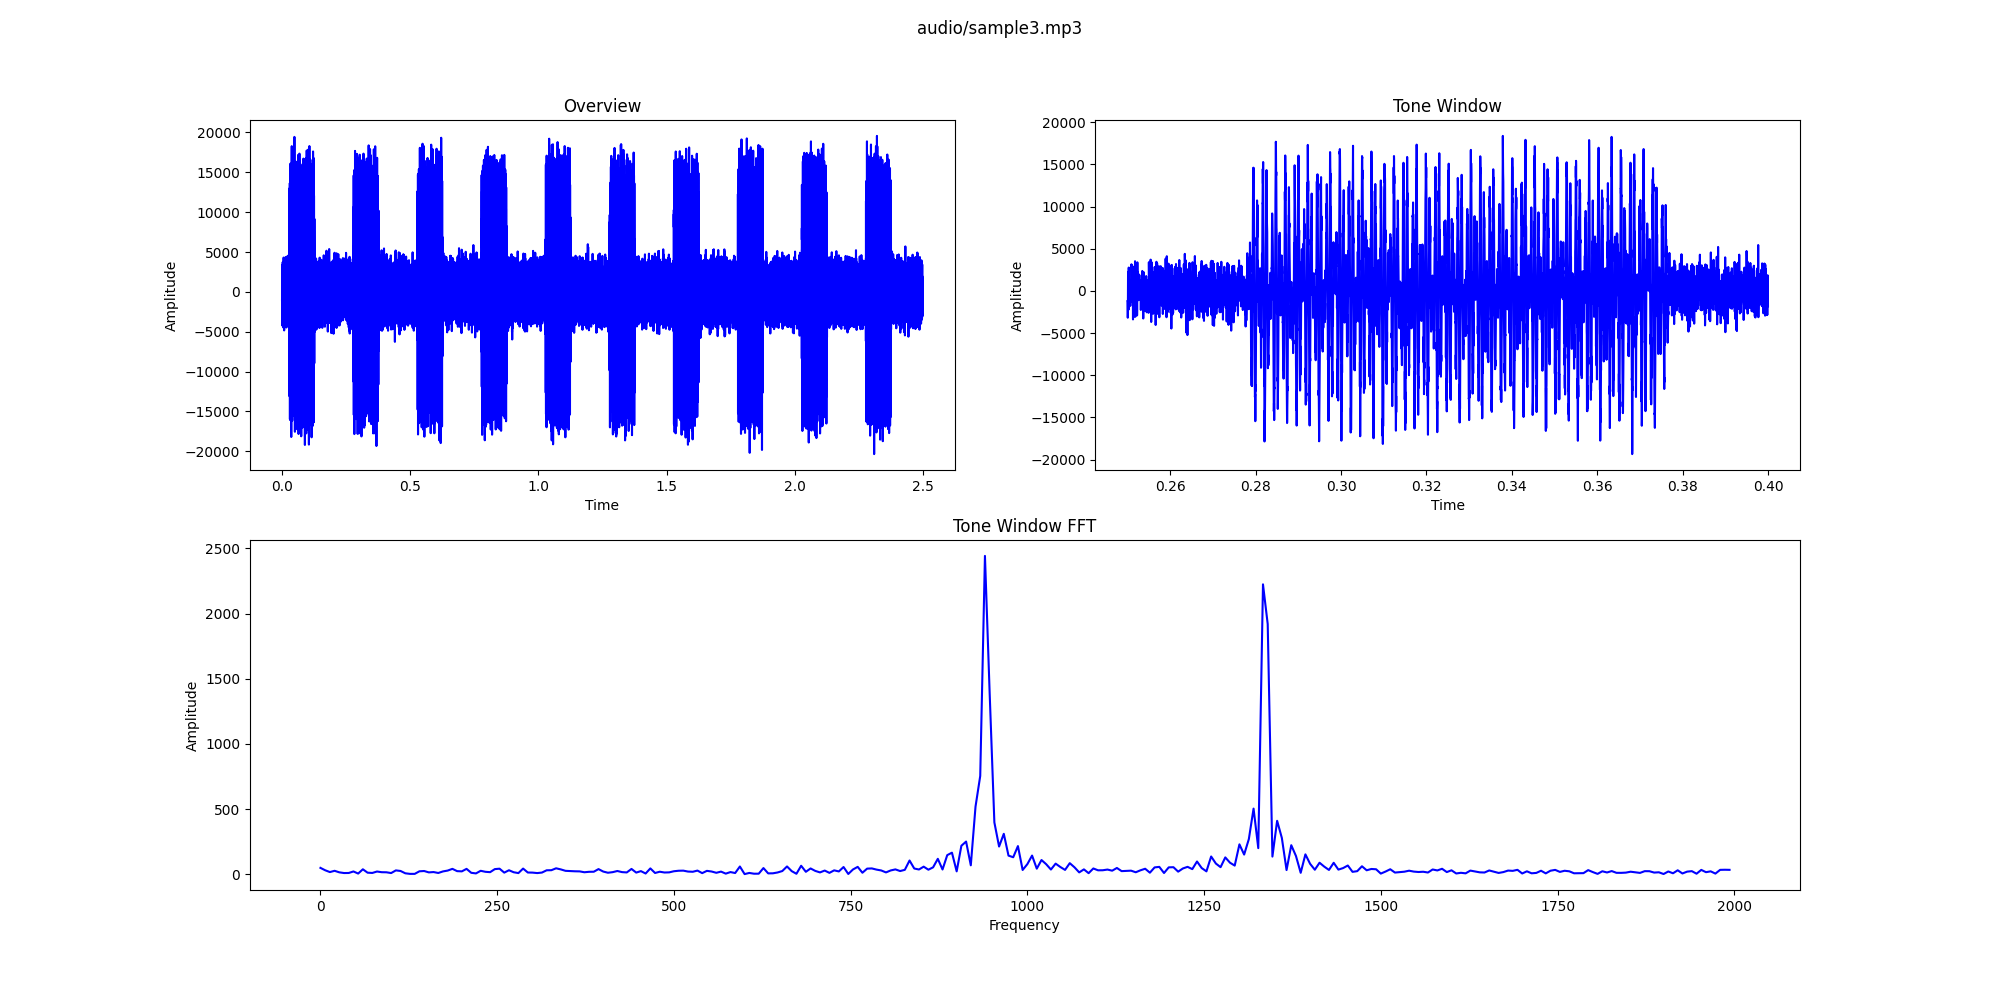 audio/sample3.mp3
Overview
20000
15000
10000
5000
0
−5000
−10000
−15000
−20000
Amplitude
0.0 0.5 1.0 1.5 2.0 2.5
Time
Tone Window
20000
15000
10000
5000
0
−5000
−10000
−15000
−20000
Amplitude
0.26 0.28 0.30 0.32 0.34 0.36 0.38 0.40
Time
Tone Window FFT
2500
2000
1500
1000
500
0
Amplitude
0 250 500 750 1000 1250 1500 1750 2000
Frequency